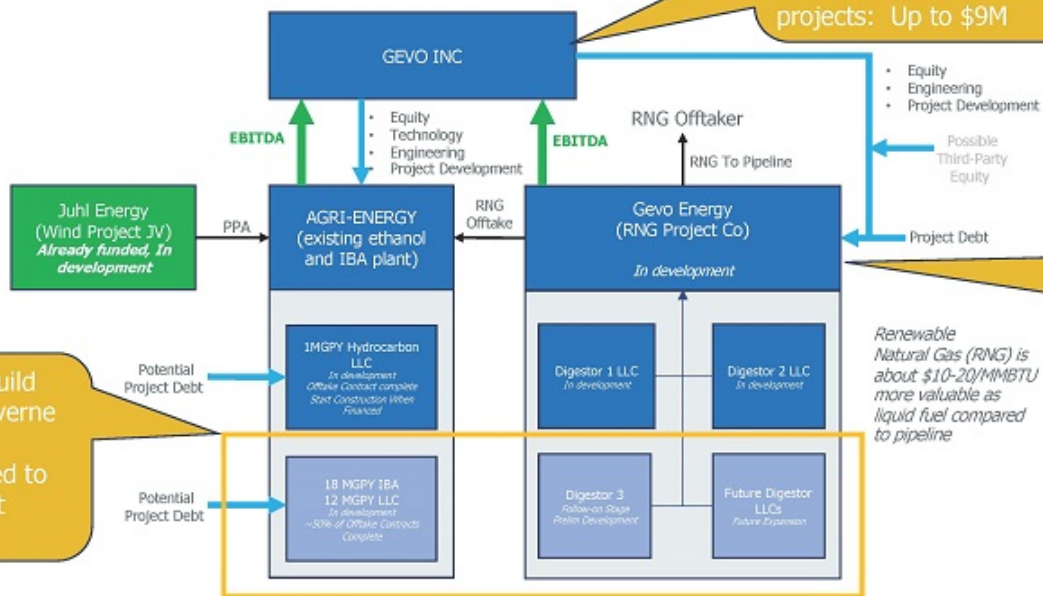 projects: Up to $9M
GEVO INC
• Equity
• Engineering
• Project Development
EBITDA
• Equity
• Technology
• Engineering
• Project Development
EBITDA
RNG Offtaker
RNG To Pipeline
Possible
Third-Party
Equity
Juhl Energy
(Wind Project JV)
Already funded, In
development
PPA
AGRI-ENERGY
(existing ethanol
and IBA plant)
RNG
Offtake
Gevo Energy
(RNG Project Co)
In development
Project Debt
uild
verne
ed to
t
Potential
Project Debt
1MGPY Hydrocarbon
LLC
In development
Offtake Contract complete
Start Construction When
Financed
Digestor 1 LLC
In development
Digestor 2 LLC
In development
Renewable
Natural Gas (RNG) is
about $10-20/MMBTU
more valuable as
liquid fuel compared
to pipeline
Potential
Project Debt
18 MGPY IBA
12 MGPY LLC
In development
~50% of Offtake Contracts
Complete
Digestor 3
Follow-on Stage
Prelim Development
Future Digestor
LLCs
Future Expansion